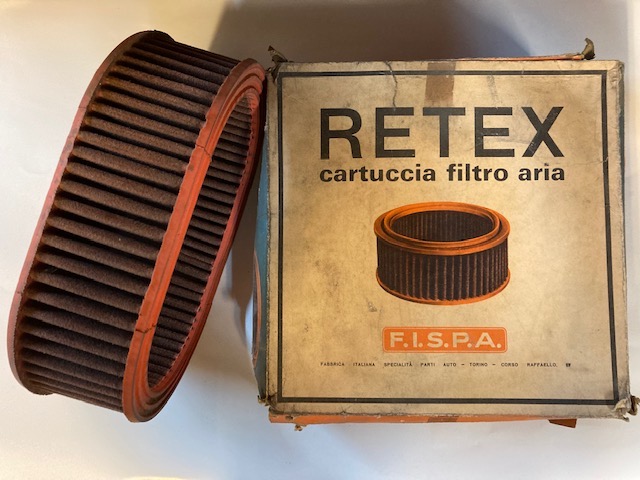 RETEX
cartuccia filtro aria
F.I.S.P.A.
FABBRICA ITALIANA SPECIALITÀ PARTI AUTO - TORINO - CORSO RAFFAELLO,